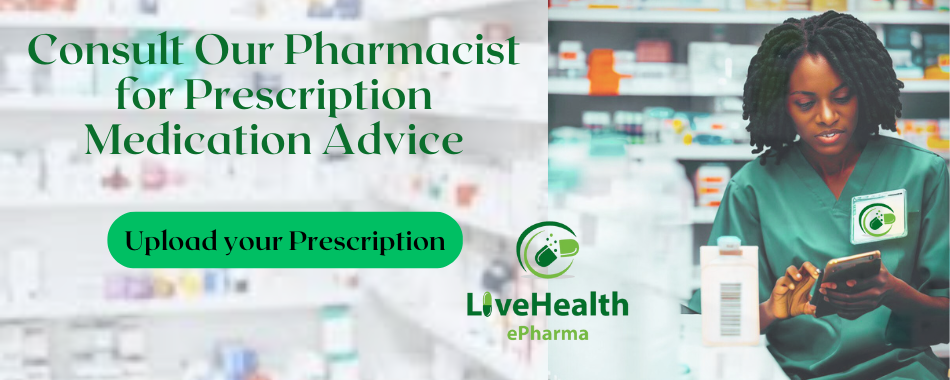 Consult Our Pharmacist
for Prescription
Medication Advice
Upload your Prescription
LiveHealth
ePharma